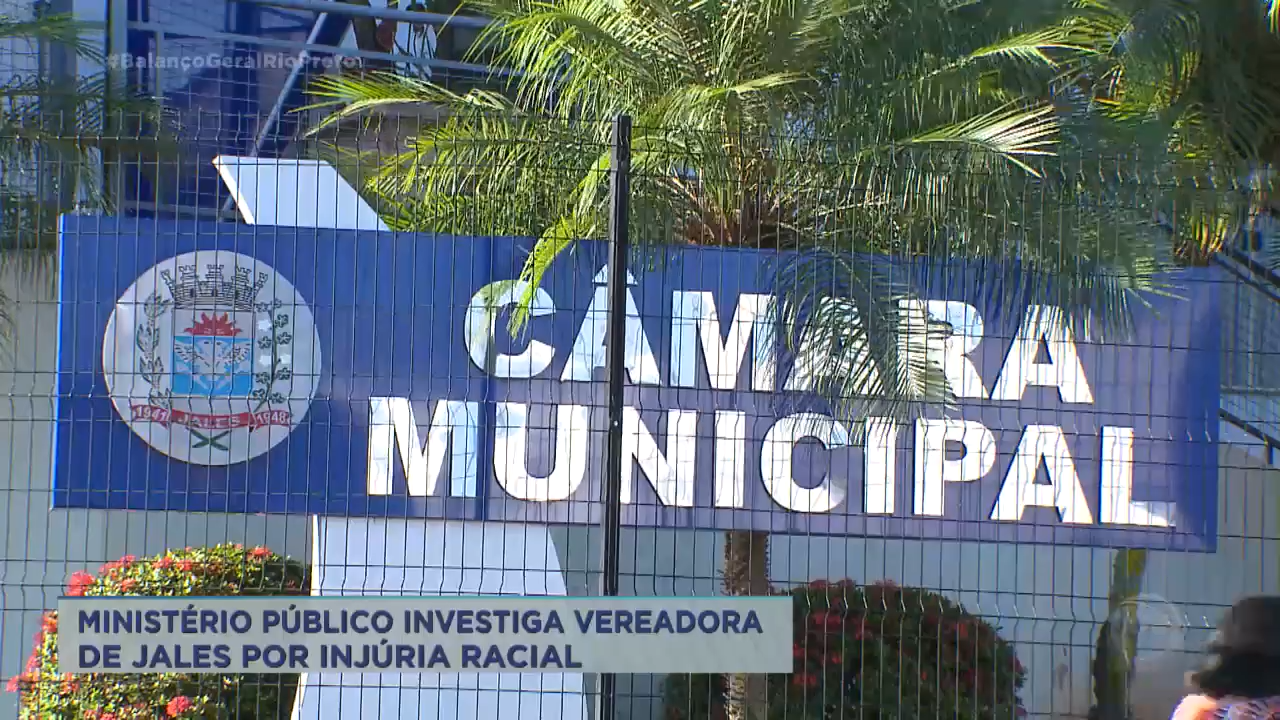 #BalançoGeralRioPreto
CÂMARA
MUNICIPAL
1941 JALES 1948
MINISTÉRIO PÚBLICO INVESTIGA VEREADORA
DE JALES POR INJÚRIA RACIAL